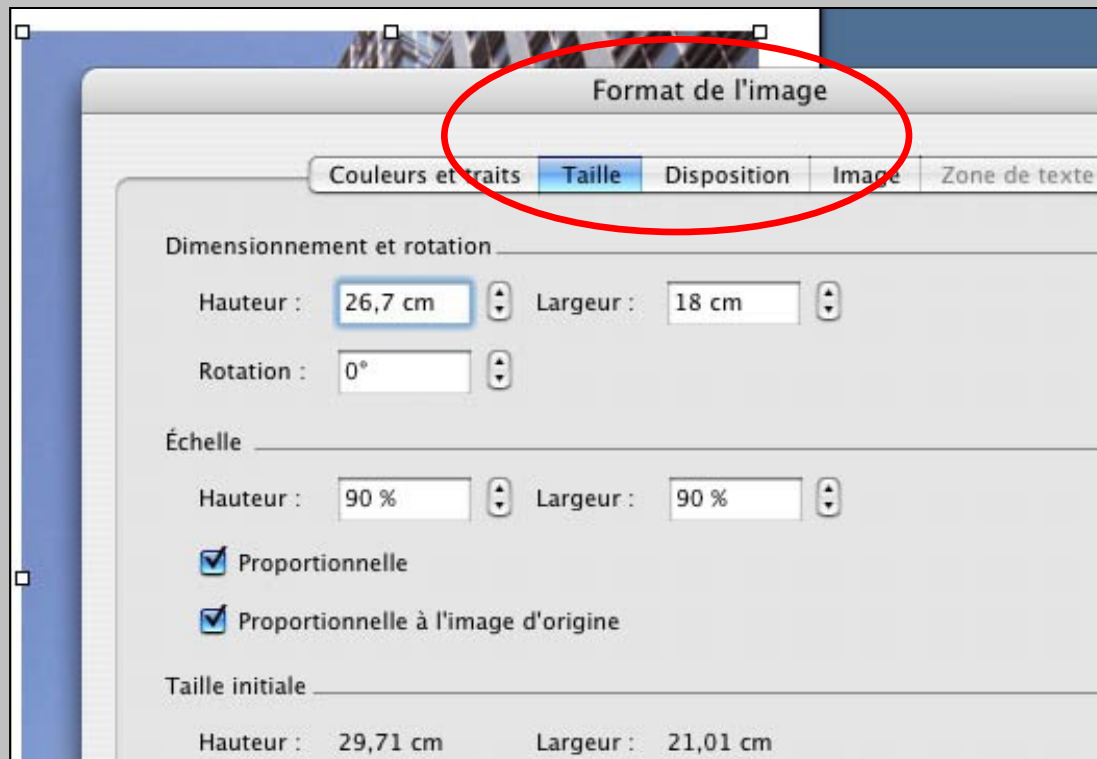 Format de l'image
Couleurs et traits Taille Disposition Image Zone de texte
Dimensionnement et rotation
Hauteur : 26,7 cm Largeur : 18 cm
Rotation : 0°
Échelle
Hauteur : 90 % Largeur : 90 %
Proportionnelle
Proportionnelle à l'image d'origine
Taille initiale
Hauteur : 29,71 cm Largeur : 21,01 cm